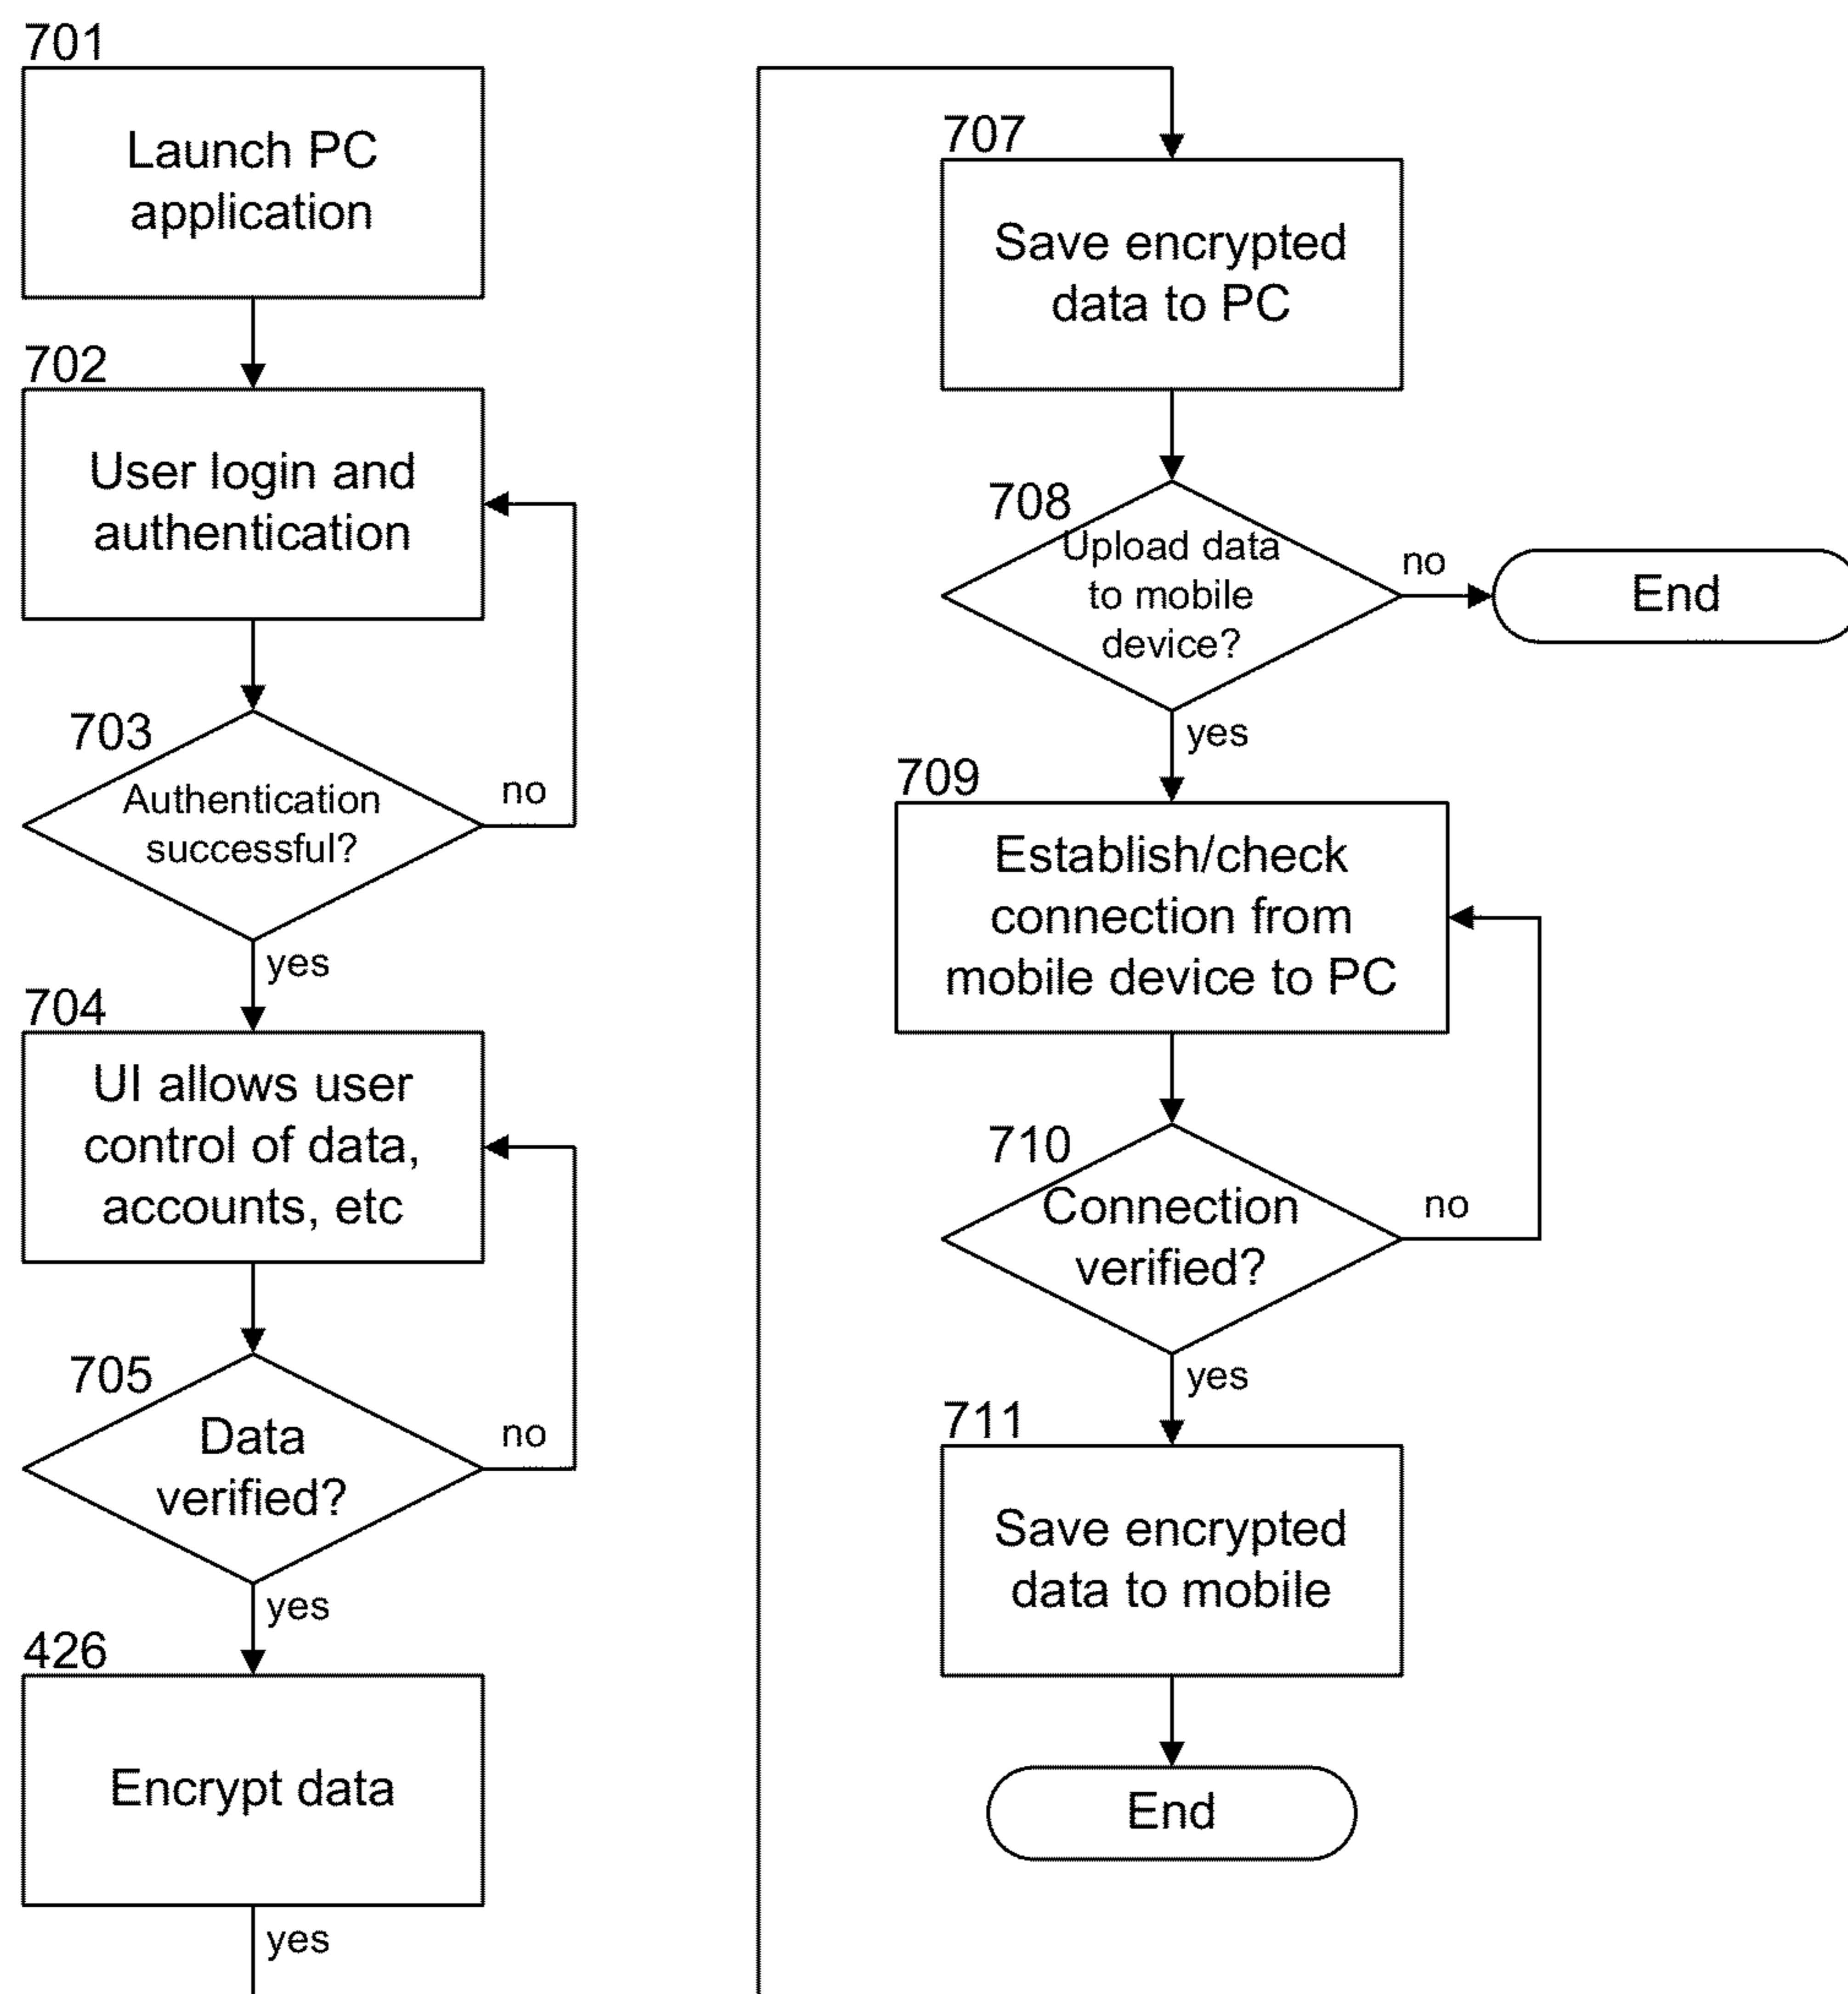 701
Launch PC
application
702
User login and
authentication
703
Authentication
successful?
no
yes
704
UI allows user
control of data,
accounts, etc
705
Data
verified?
no
yes
426
Encrypt data
yes
707
Save encrypted
data to PC
708
Upload data
to mobile
device?
no
End
yes
709
Establish/check
connection from
mobile device to PC
710
Connection
verified?
no
yes
711
Save encrypted
data to mobile
End